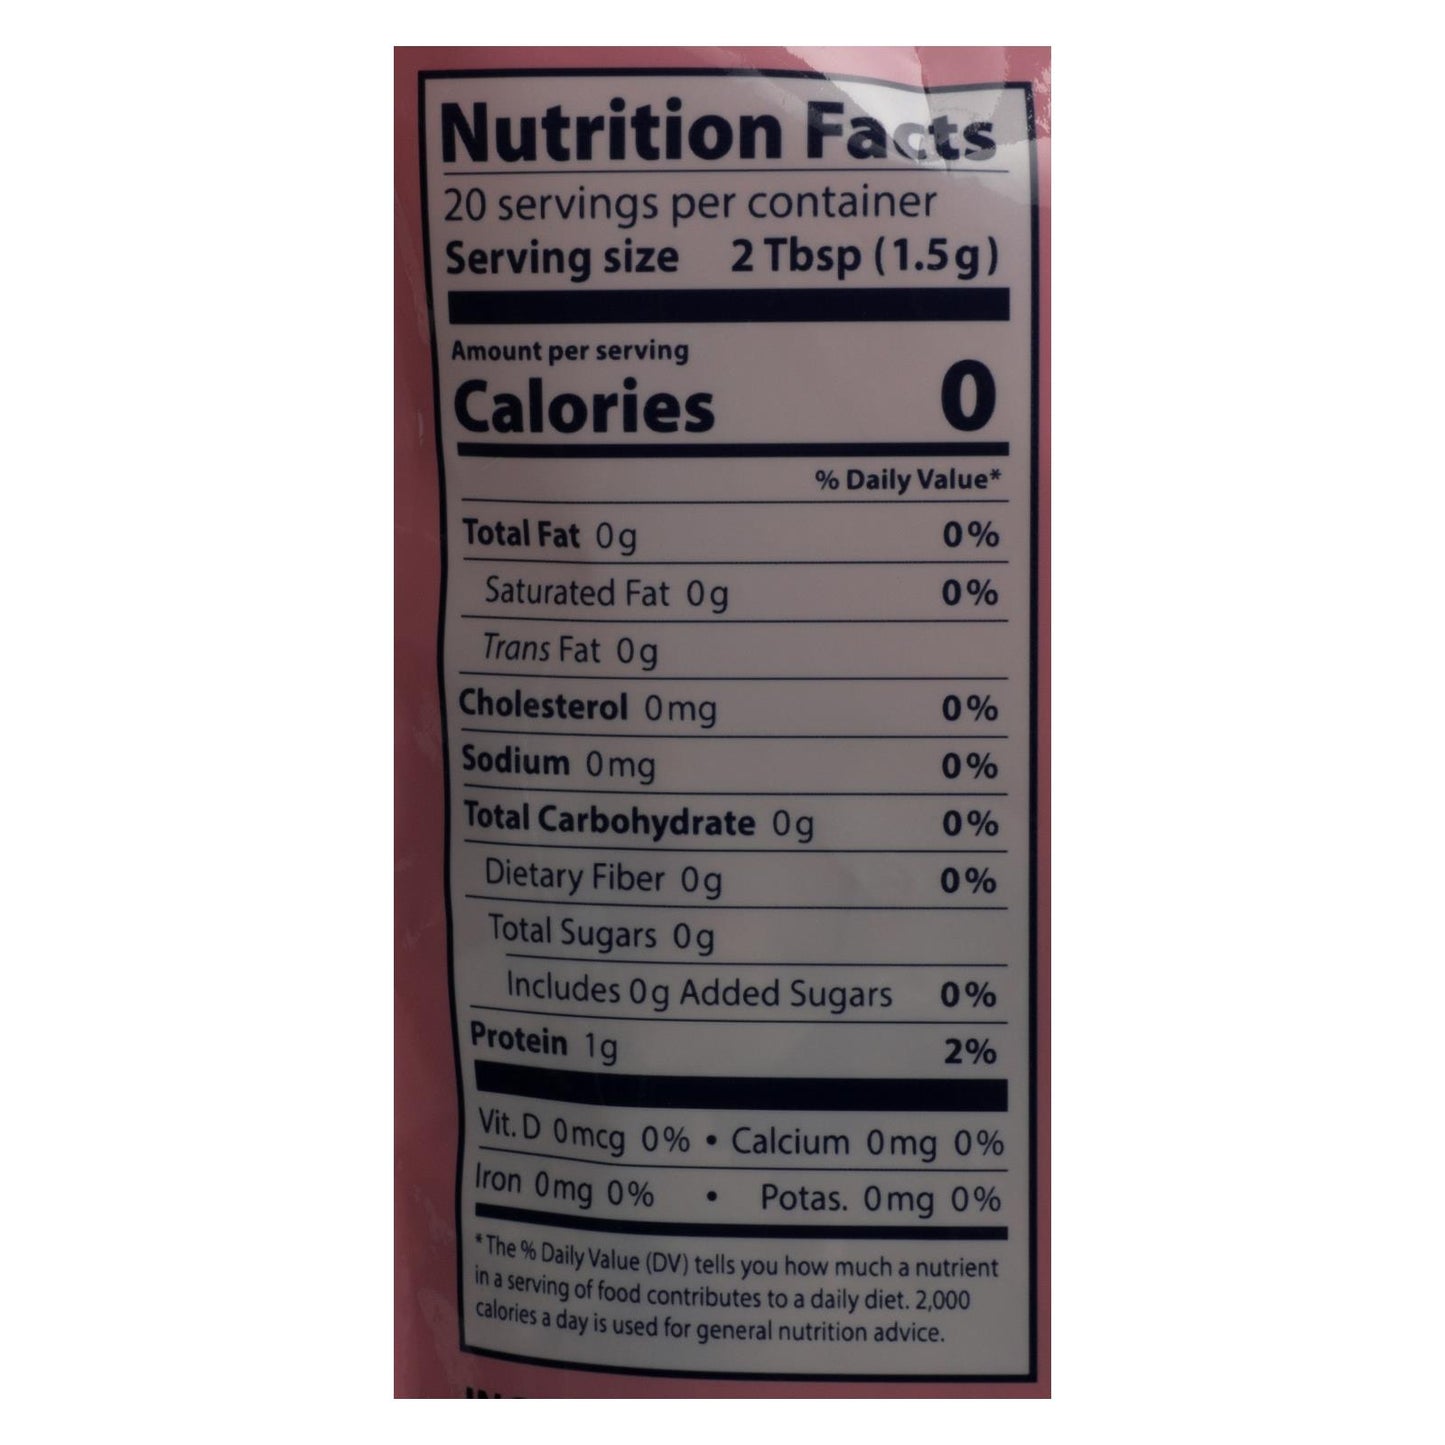 Nutrition Facts
20 servings per container
Serving size 2 Tbsp (1.5g)
Amount per serving
Calories 0
% Daily Value*
Total Fat 0g 0%
Saturated Fat 0g 0%
Trans Fat 0g
Cholesterol 0mg 0%
Sodium 0mg 0%
Total Carbohydrate 0g 0%
Dietary Fiber 0g 0%
Total Sugars 0g
Includes 0g Added Sugars 0%
Protein 1g 2%
Vit. D 0mcg 0% • Calcium 0mg 0%
Iron 0mg 0% • Potas. 0mg 0%
*The % Daily Value (DV) tells you how much a nutrient
in a serving of food contributes to a daily diet. 2,000
calories a day is used for general nutrition advice.